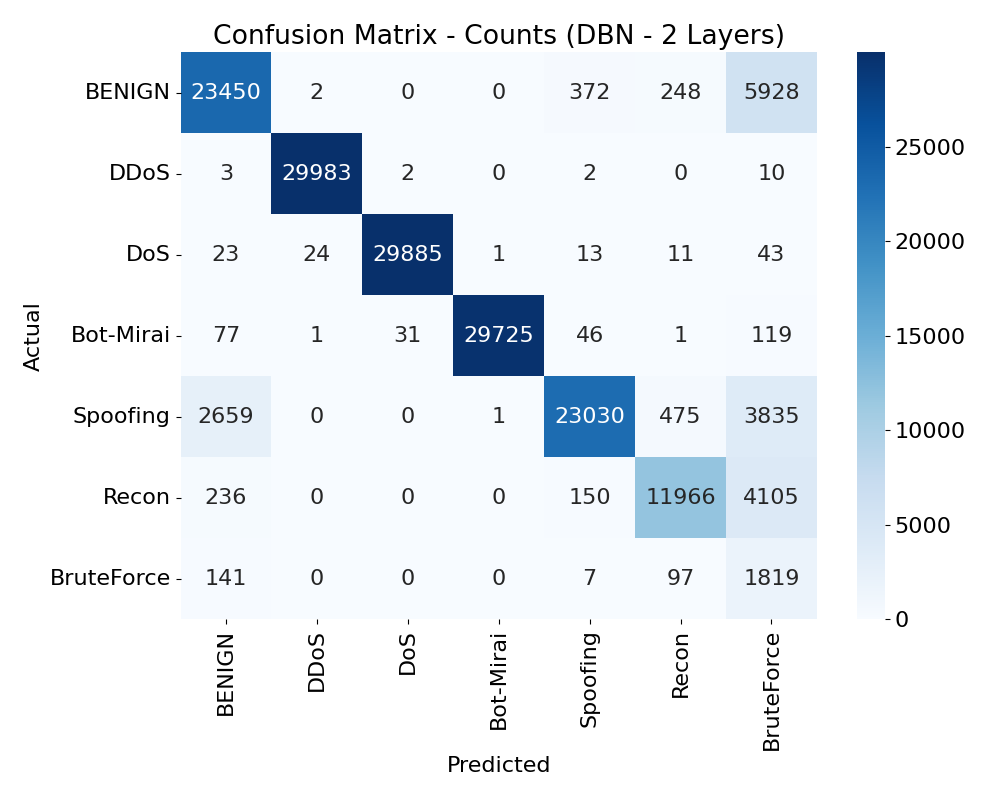 Confusion Matrix - Counts (DBN - 2 Layers)
BENIGN 23450 2 0 0 372 248 5928
DDoS 3 29983 2 0 2 0 10
DoS 23 24 29885 1 13 11 43
Bot-Mirai 77 1 31 29725 46 1 119
Spoofing 2659 0 0 1 23030 475 3835
Recon 236 0 0 0 150 11966 4105
BruteForce 141 0 0 0 7 97 1819
Actual
BENIGN DDoS DoS Bot-Mirai Spoofing Recon BruteForce
Predicted
25000
20000
15000
10000
5000
0